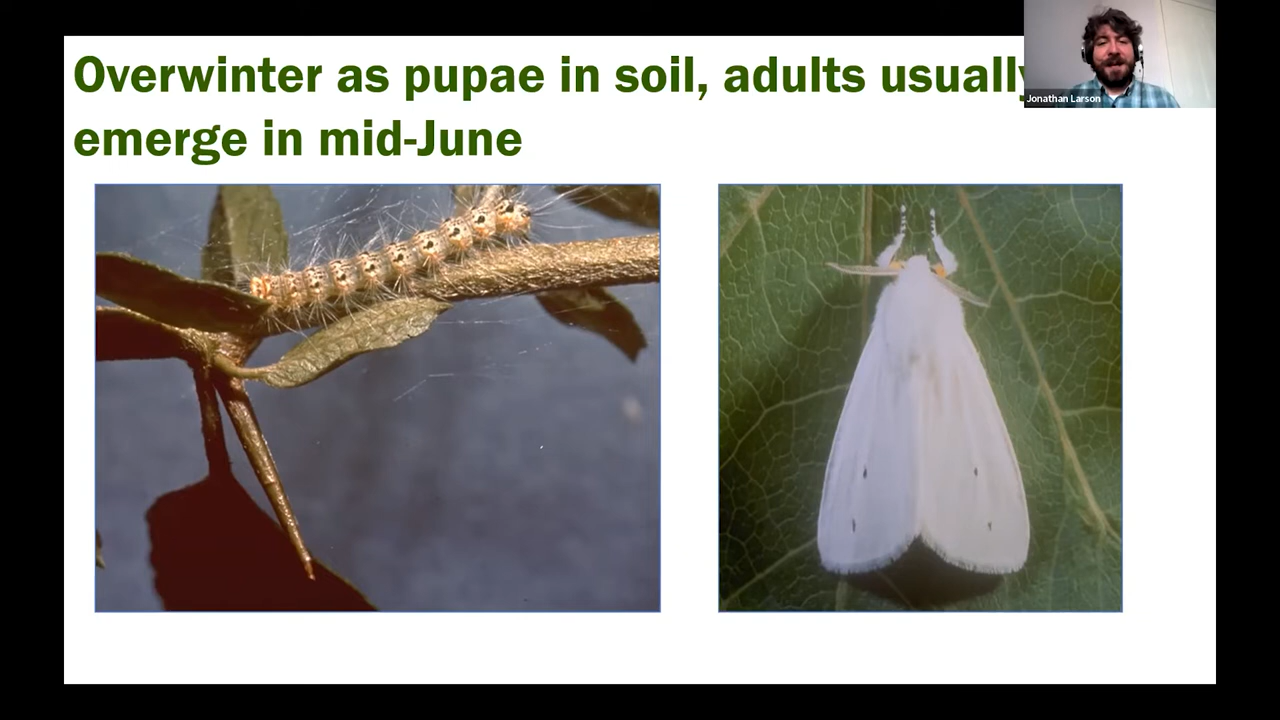 Overwinter as pupae in soil, adults usually
emerge in mid-June
Jonathan Larson